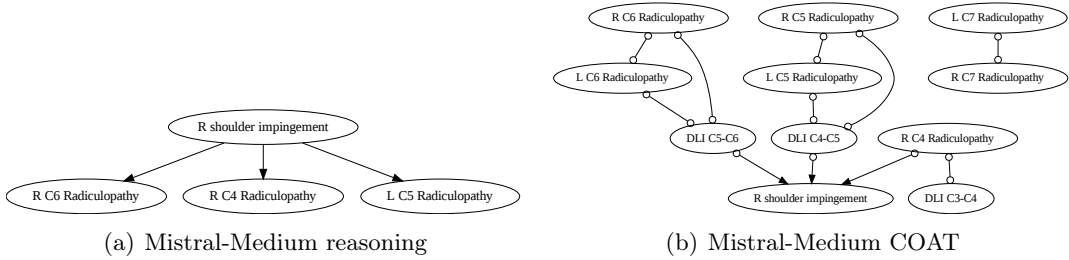 R shoulder impingement
R C6 Radiculopathy
R C4 Radiculopathy
L C5 Radiculopathy
(a) Mistral-Medium reasoning
R C6 Radiculopathy
R C5 Radiculopathy
L C7 Radiculopathy
L C6 Radiculopathy
L C5 Radiculopathy
R C7 Radiculopathy
DLI C5-C6
DLI C4-C5
R C4 Radiculopathy
R shoulder impingement
DLI C3-C4
(b) Mistral-Medium COAT